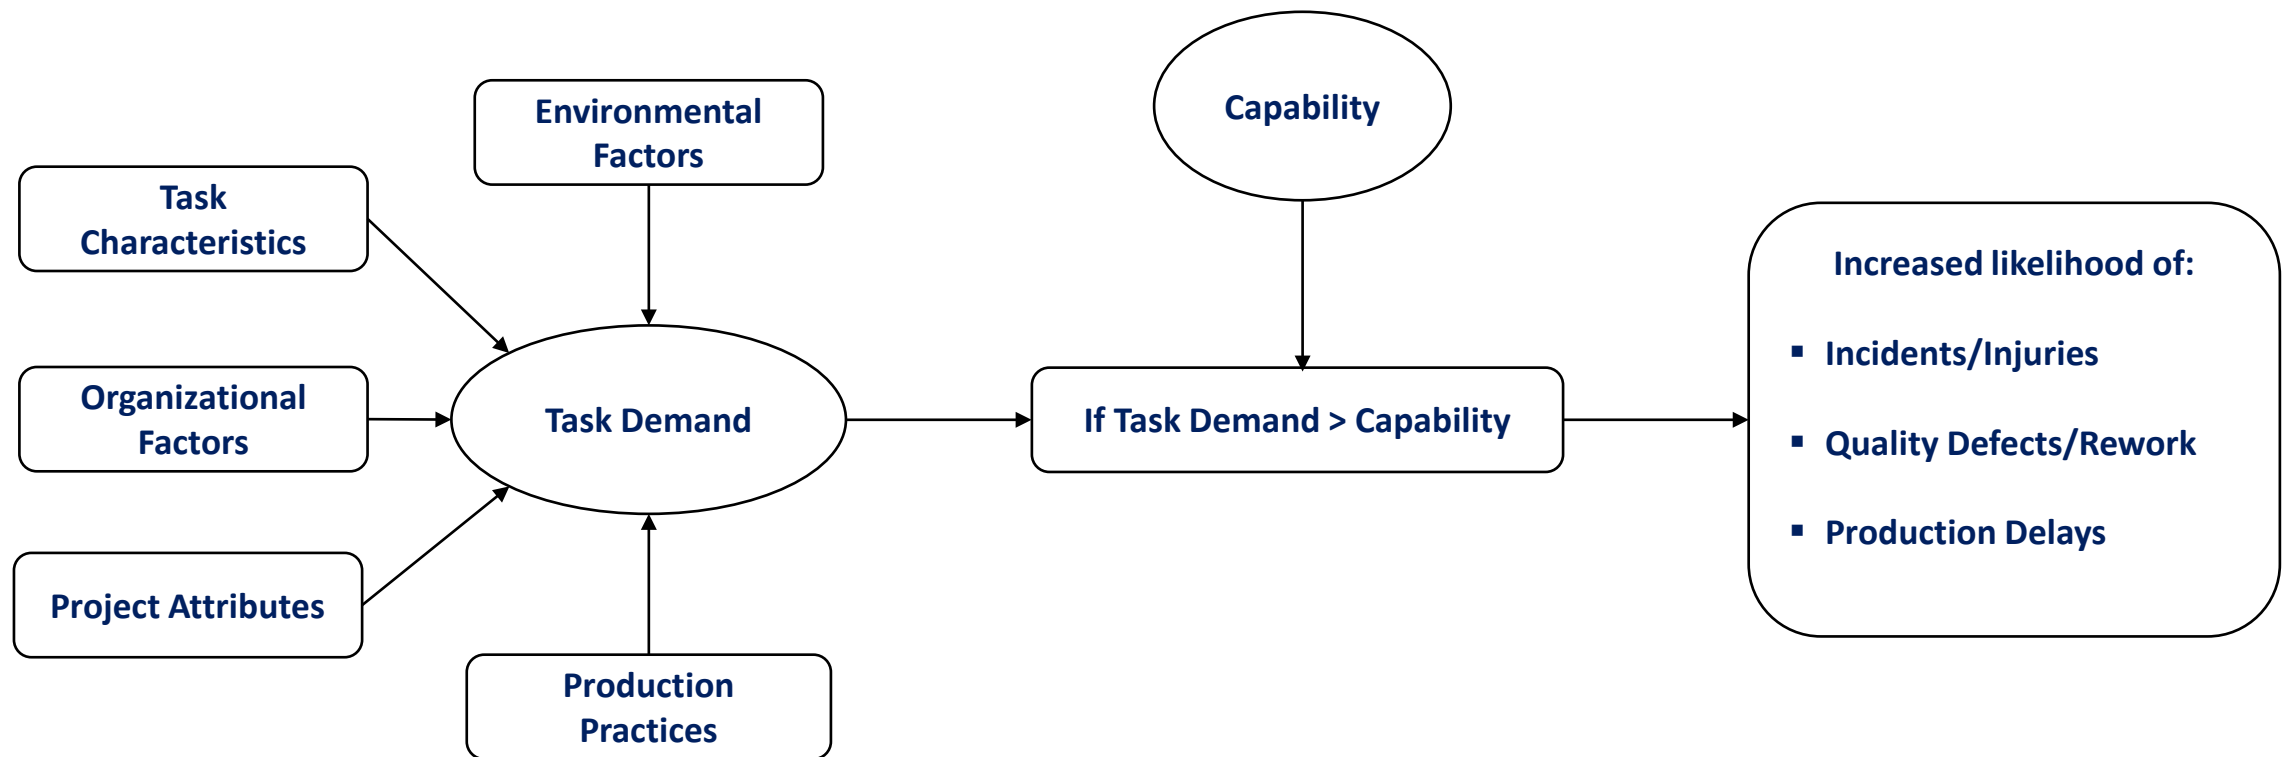 Environmental
Factors
Capability
Task
Characteristics
Increased likelihood of:
▪ Incidents/Injuries
Organizational
Factors
Task Demand
If Task Demand > Capability
▪ Quality Defects/Rework
▪ Production Delays
Project Attributes
Production
Practices